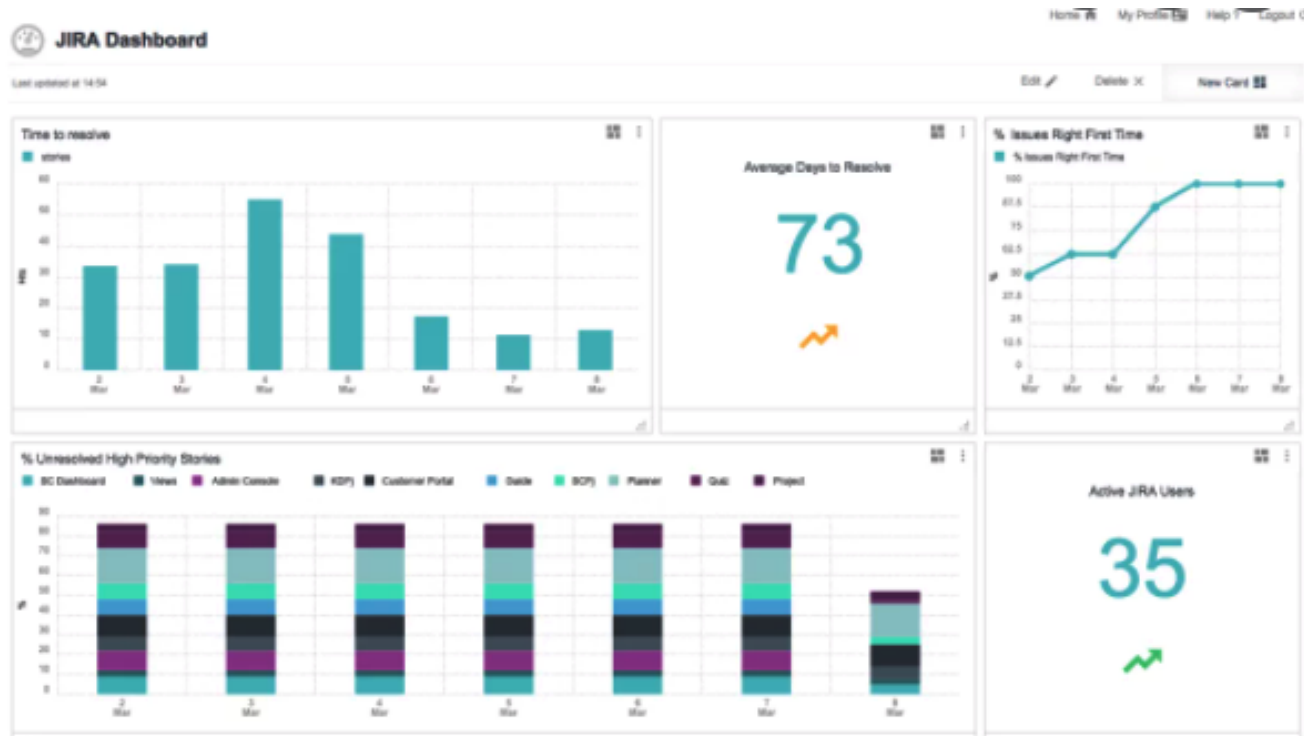 Home My Profile Help ? Logout
JIRA Dashboard
Last updated at 14:54
Edit Delete New Card
Time to resolve
stories
60
50
40
30
20
10
0
2 Mar 3 Mar 4 Mar 5 Mar 6 Mar 7 Mar 8 Mar
Average Days to Resolve
73
% Issues Right First Time
% Issues Right First Time
100
87.5
75
62.5
50
37.5
25
12.5
0
%
2 Mar 3 Mar 4 Mar 5 Mar 6 Mar 7 Mar 8 Mar
% Unresolved High Priority Stories
BC Dashboard Views Admin Console Customer Portal Guide Planner Quiz Project
90
80
70
60
50
40
30
20
10
0
%
2 Mar 3 Mar 4 Mar 5 Mar 6 Mar 7 Mar 8 Mar
Active JIRA Users
35